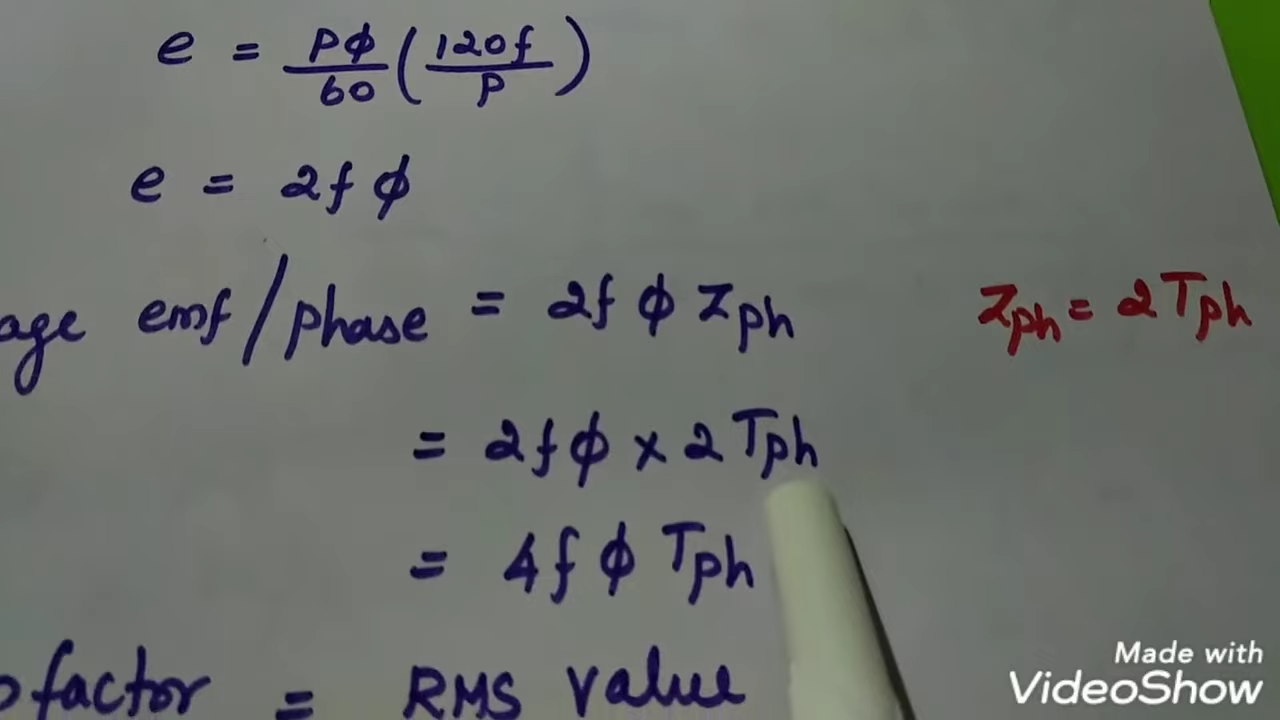 e = PΦ/60 (120f/P)
e = 2fΦ
age emf/phase = 2fΦ Zph
Zph = 2Tph
= 2fΦ × 2Tph
= 4fΦ Tph
factor = RMS value
Made with
VideoShow